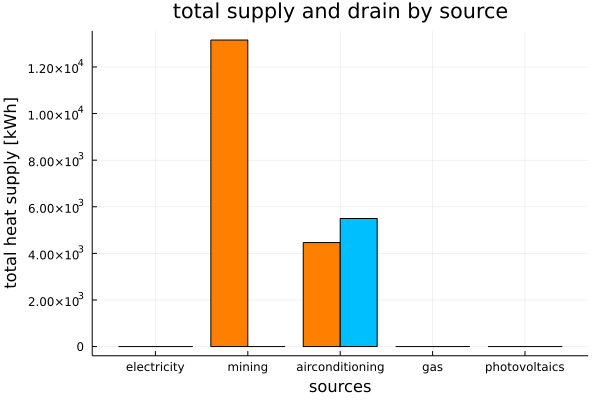 total supply and drain by source
total heat supply [kWh]
1.20×10⁴
1.00×10⁴
8.00×10³
6.00×10³
4.00×10³
2.00×10³
0
electricity mining airconditioning gas photovoltaics
sources